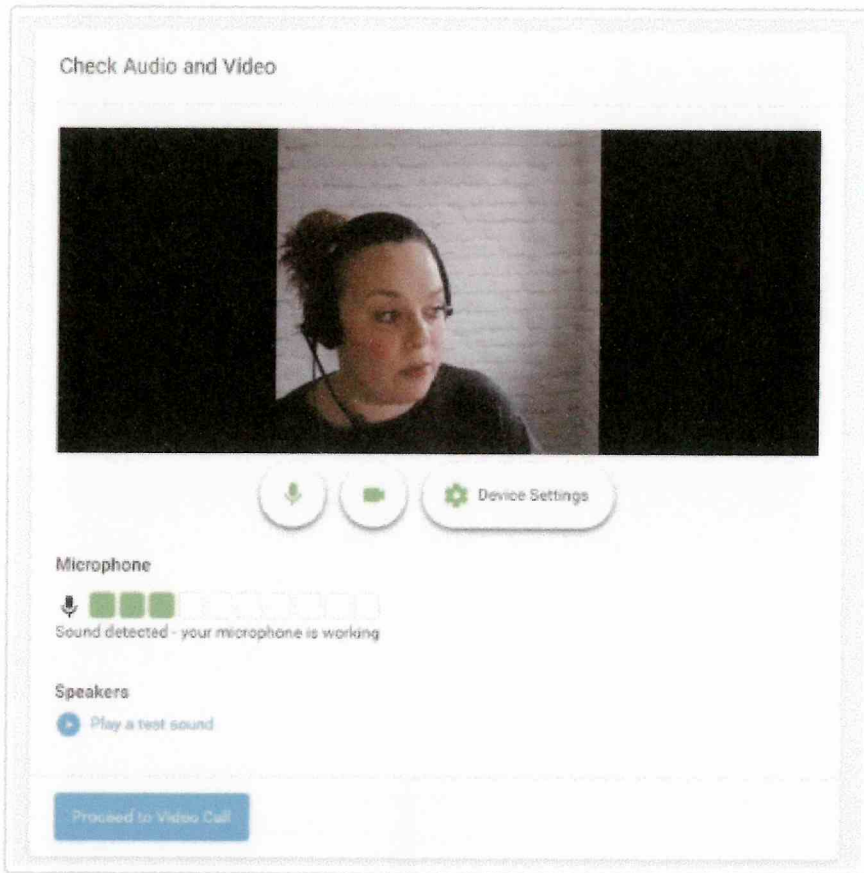 Check Audio and Video
Device Settings
Microphone
Sound detected - your microphone is working
Speakers
Play a test sound
Proceed to Video Call